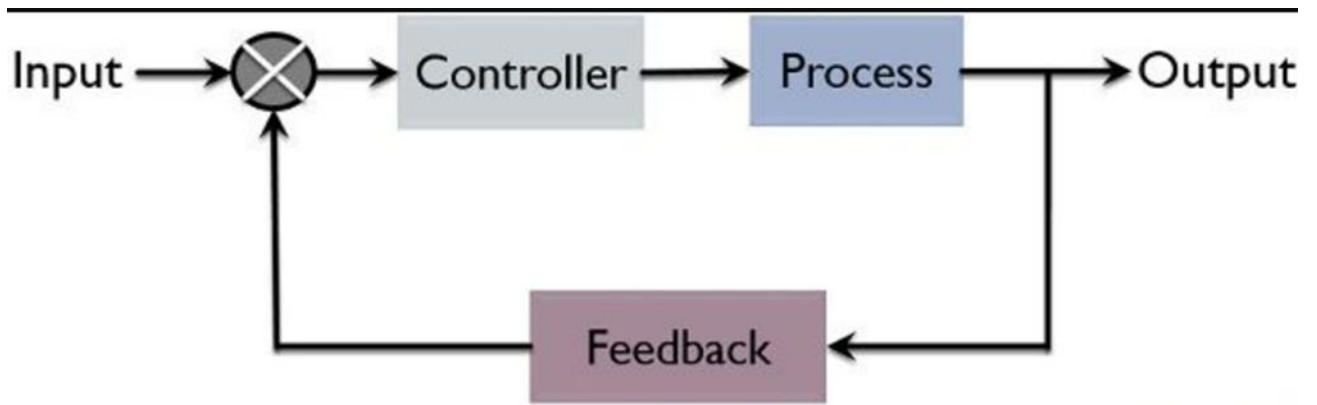 Input
Controller
Process
Output
Feedback